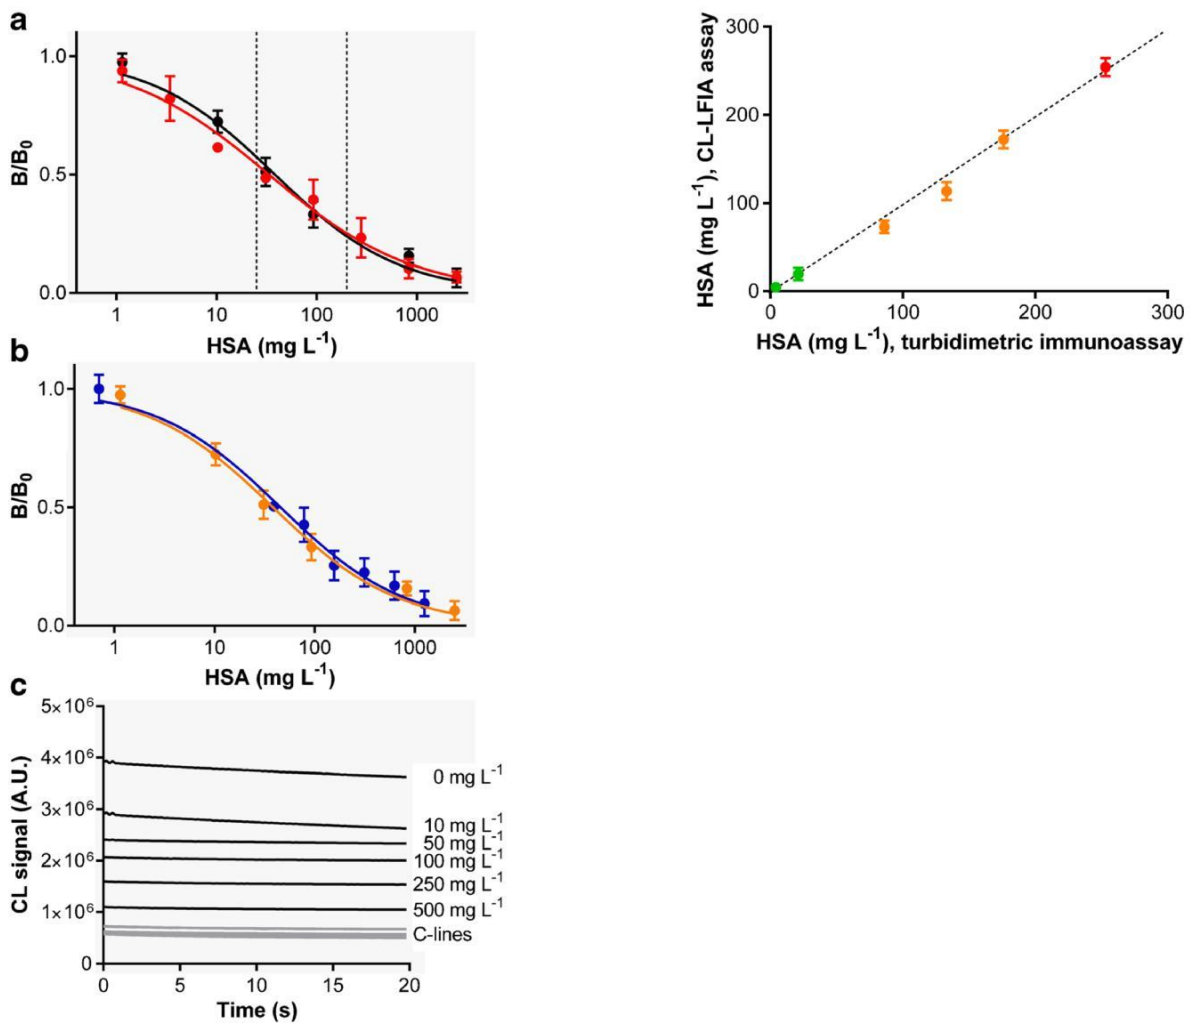 a
1.0
0.5
0.0
B/B0
1
10
100
1000
HSA (mg L-1)
300
200
100
0
HSA (mg L-1), CL-LFIA assay
0
100
200
300
HSA (mg L-1), turbidimetric immunoassay
b
1.0
0.5
0.0
B/B0
1
10
100
1000
HSA (mg L-1)
c
5×10⁶
4×10⁶
3×10⁶
2×10⁶
1×10⁶
0
CL signal (A.U.)
0 mg L-1
10 mg L-1
50 mg L-1
100 mg L-1
250 mg L-1
500 mg L-1
C-lines
0
5
10
15
20
Time (s)